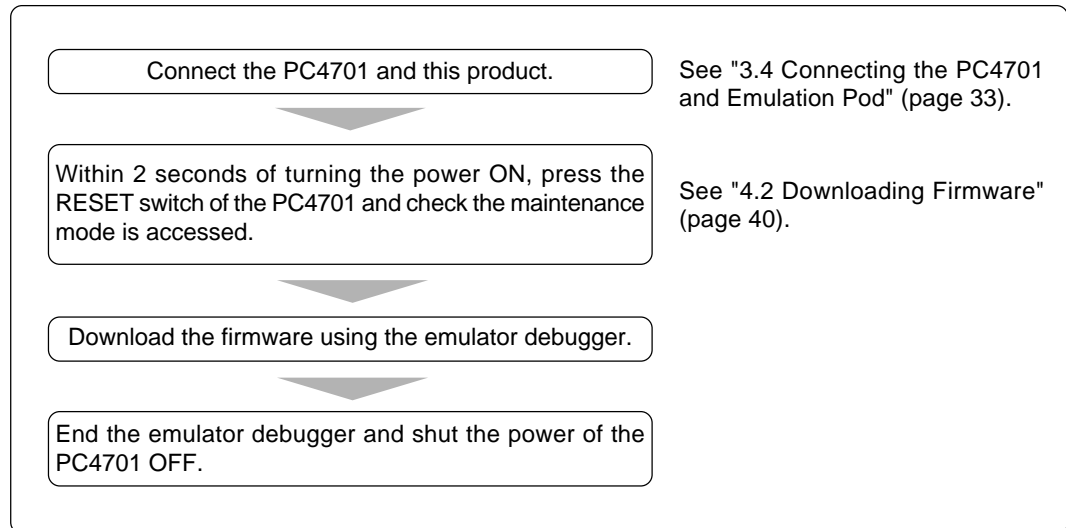 Connect the PC4701 and this product.
See "3.4 Connecting the PC4701
and Emulation Pod" (page 33).
Within 2 seconds of turning the power ON, press the
RESET switch of the PC4701 and check the maintenance
mode is accessed.
See "4.2 Downloading Firmware"
(page 40).
Download the firmware using the emulator debugger.
End the emulator debugger and shut the power of the
PC4701 OFF.